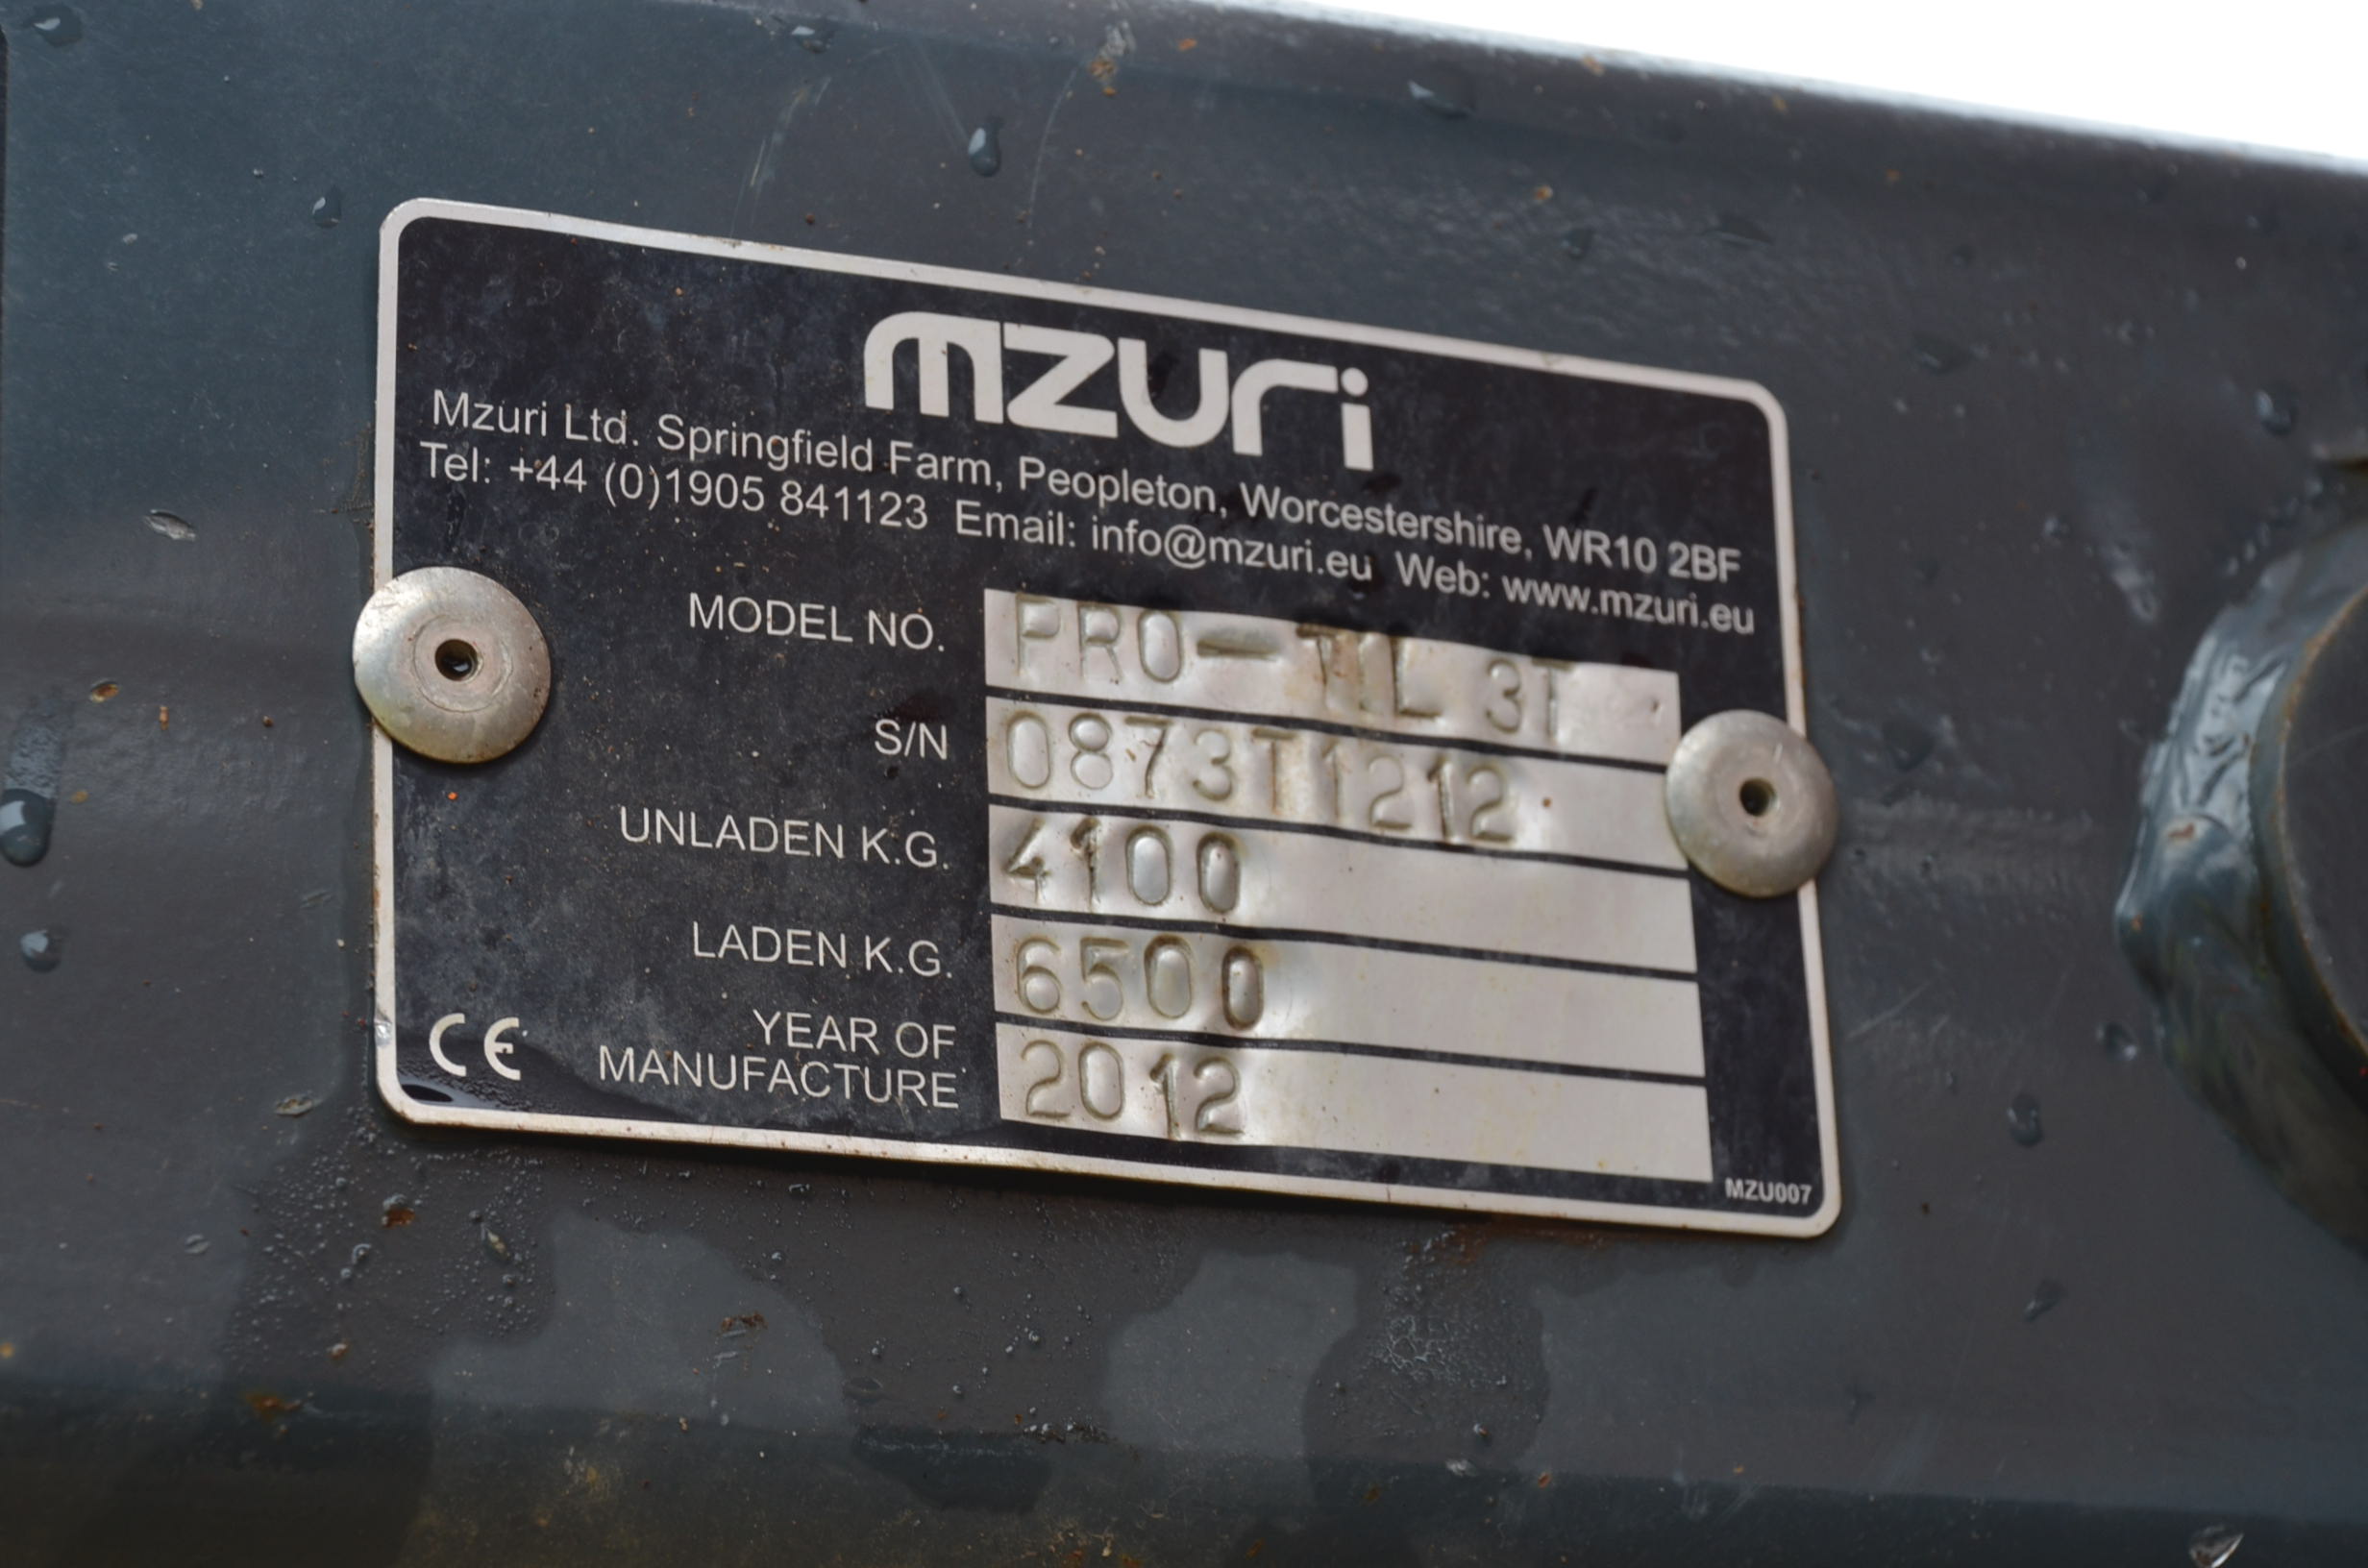 mzuri
Mzuri Ltd. Springfield Farm, Peopleton, Worcestershire, WR10 2BF
Tel: +44 (0)1905 841123 Email: info@mzuri.eu Web: www.mzuri.eu
MODEL NO. PRO-TIL 3T
S/N 0873T1212
UNLADEN K.G. 4100
LADEN K.G. 6500
YEAR OF
MANUFACTURE 2012
CE
MZU007